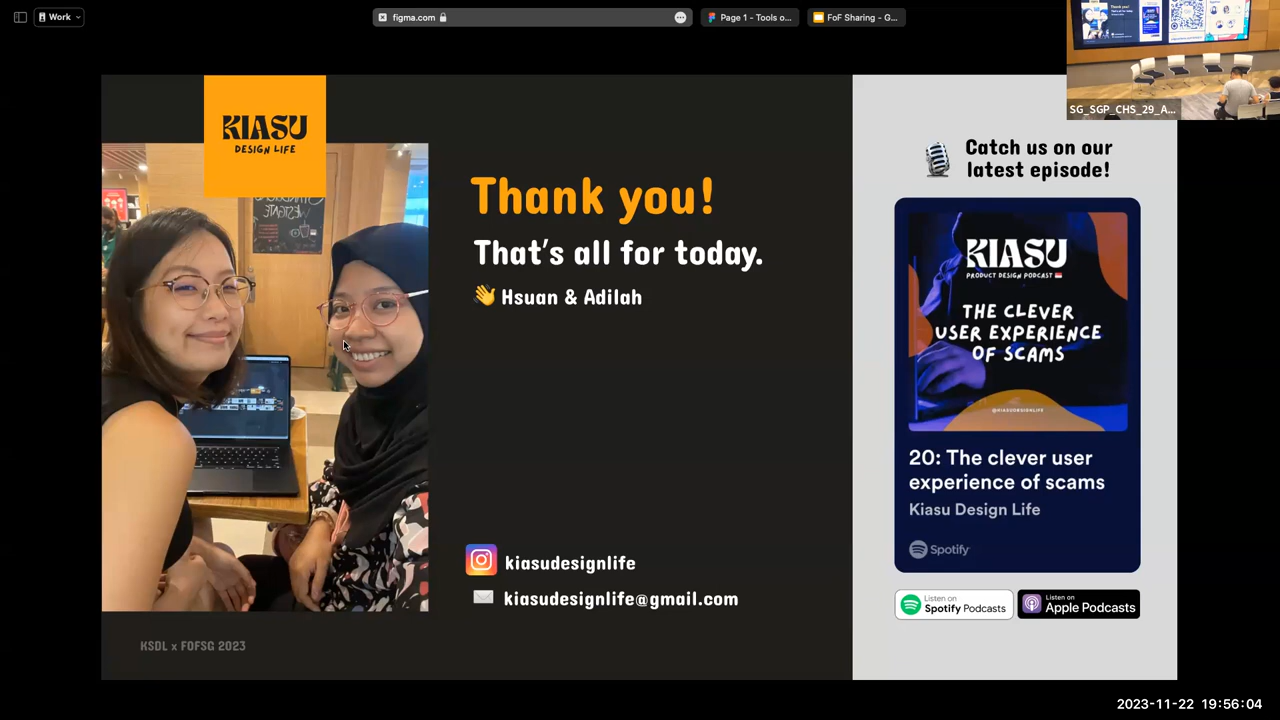 Work
figma.com
Page 1 - Tools o...
FoF Sharing - G...
SG_SGP_CHS_29_A...
KIASU
DESIGN LIFE
Thank you!
That's all for today.
👋 Hsuan & Adilah
kiasudesignlife
kiasudesignlife@gmail.com
KSDL x FOFSG 2023
Catch us on our
latest episode!
KIASU
PRODUCT DESIGN PODCAST 🇸🇬
THE CLEVER
USER EXPERIENCE
OF SCAMS
@KIASUDESIGNLIFE
20: The clever user
experience of scams
Kiasu Design Life
Spotify
Listen on
Spotify Podcasts
Listen on
Apple Podcasts
2023-11-22 19:56:04